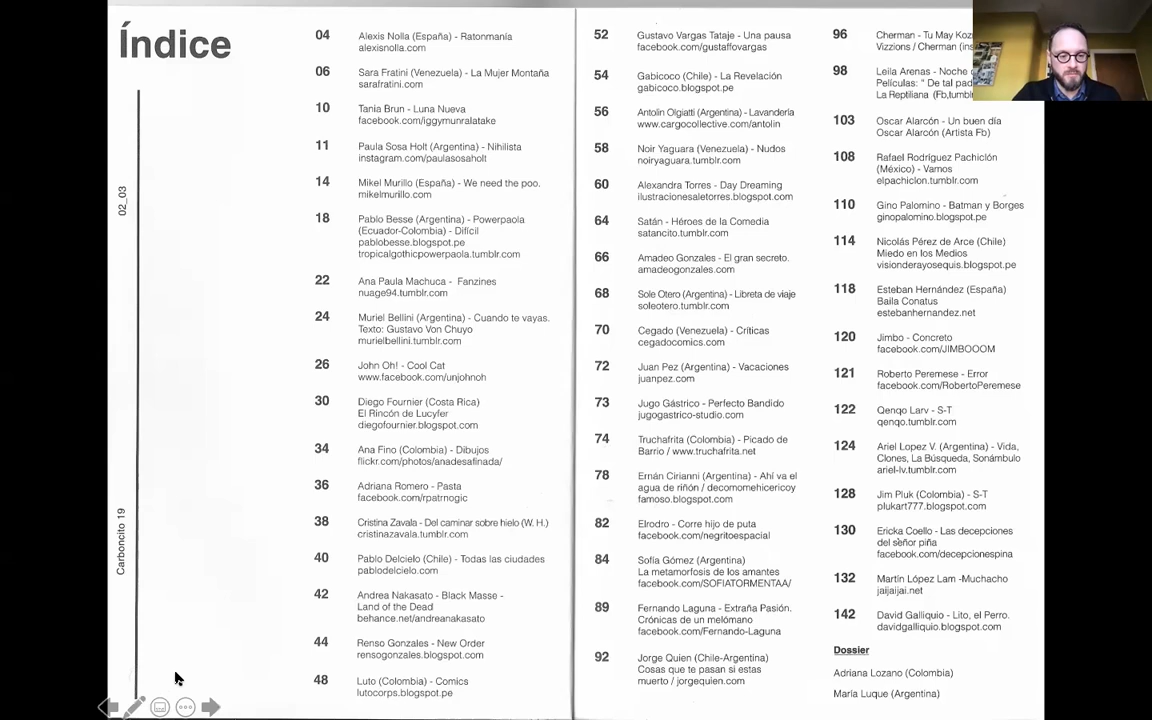 Índice
02_03
Carboncito 19
04 Alexis Nolla (España) - Ratonmanía
alexisnolla.com
06 Sara Fratini (Venezuela) - La Mujer Montaña
sarafratini.com
10 Tania Brun - Luna Nueva
facebook.com/iggymunralatake
11 Paula Sosa Holt (Argentina) - Nihilista
instagram.com/paulasosaholt
14 Mikel Murillo (España) - We need the poo.
mikelmurillo.com
18 Pablo Besse (Argentina) - Powerpaola
(Ecuador-Colombia) - Difícil
pablobesse.blogspot.pe
tropicalgothicpowerpaola.tumblr.com
22 Ana Paula Machuca - Fanzines
nuage94.tumblr.com
24 Muriel Bellini (Argentina) - Cuando te vayas.
Texto: Gustavo Von Chuyo
murielbellini.tumblr.com
26 John Oh! - Cool Cat
www.facebook.com/unjohnoh
30 Diego Fournier (Costa Rica)
El Rincón de Lucyfer
diegofournier.blogspot.com
34 Ana Fino (Colombia) - Dibujos
flickr.com/photos/anadesafinada/
36 Adriana Romero - Pasta
facebook.com/rpatrnogic
38 Cristina Zavala - Del caminar sobre hielo (W. H.)
cristinazavala.tumblr.com
40 Pablo Delcielo (Chile) - Todas las ciudades
pablodelcielo.com
42 Andrea Nakasato - Black Masse -
Land of the Dead
behance.net/andreanakasato
44 Renso Gonzales - New Order
rensogonzales.blogspot.com
48 Luto (Colombia) - Comics
lutocorps.blogspot.pe
52 Gustavo Vargas Tataje - Una pausa
facebook.com/gustaffovargas
54 Gabicoco (Chile) - La Revelación
gabicoco.blogspot.pe
56 Antolin Olgiatti (Argentina) - Lavandería
www.cargocollective.com/antolin
58 Noir Yaguara (Venezuela) - Nudos
noiryaguara.tumblr.com
60 Alexandra Torres - Day Dreaming
ilustracionesaletorres.blogspot.com
64 Satán - Héroes de la Comedia
satancito.tumblr.com
66 Amadeo Gonzales - El gran secreto.
amadeogonzales.com
68 Sole Otero (Argentina) - Libreta de viaje
soleotero.tumblr.com
70 Cegado (Venezuela) - Críticas
cegadocomics.com
72 Juan Pez (Argentina) - Vacaciones
juanpez.com
73 Jugo Gástrico - Perfecto Bandido
jugogastrico-studio.com
74 Truchafrita (Colombia) - Picado de
Barrio / www.truchafrita.net
78 Ernán Cirianni (Argentina) - Ahí va el
agua de riñón / decomomehicericoy
famoso.blogspot.com
82 Elrodro - Corre hijo de puta
facebook.com/negritoespacial
84 Sofía Gómez (Argentina)
La metamorfosis de los amantes
facebook.com/SOFIATORMENTAA/
89 Fernando Laguna - Extraña Pasión.
Crónicas de un melómano
facebook.com/Fernando-Laguna
92 Jorge Quien (Chile-Argentina)
Cosas que te pasan si estas
muerto / jorgequien.com
96 Cherman - Tu May
Vizzions / Cherman
98 Leila Arenas - Noche
Películas: " De tal
La Reptiliana
103 Oscar Alarcón - Un buen día
Oscar Alarcón (Artista Fb)
108 Rafael Rodríguez Pachiclón
(México) - Vamos
elpachiclon.tumblr.com
110 Gino Palomino - Batman y Borges
ginopalomino.blogspot.pe
114 Nicolás Pérez de Arce (Chile)
Miedo en los Medios
visionderayosequis.blogspot.pe
118 Esteban Hernández (España)
Baila Conatus
estebanhernandez.net
120 Jimbo - Concreto
facebook.com/JIMBOOOM
121 Roberto Peremese - Error
facebook.com/RobertoPeremese
122 Qenqo Larv - S-T
qenqo.tumblr.com
124 Ariel Lopez V. (Argentina) - Vida,
Clones, La Búsqueda, Sonámbulo
ariel-lv.tumblr.com
128 Jim Pluk (Colombia) - S-T
plukart777.blogspot.com
130 Ericka Coello - Las decepciones
del señor piña
facebook.com/decepcionespina
132 Martín López Lam -Muchacho
jaijaijai.net
142 David Galliquio - Lito, el Perro.
davidgalliquio.blogspot.com
Dossier
Adriana Lozano (Colombia)
María Luque (Argentina)